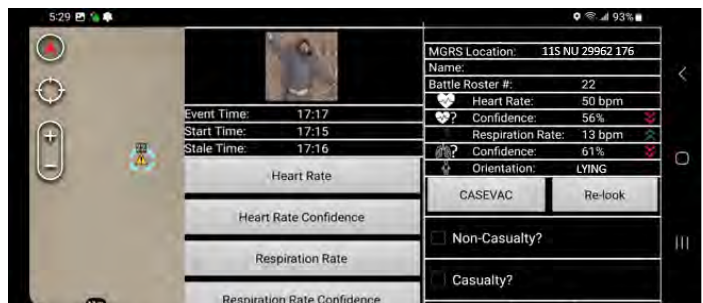 5:29 93%
Event Time: 17:17
Start Time: 17:15
Stale Time: 17:16
Heart Rate
Heart Rate Confidence
Respiration Rate
Respiration Rate Confidence
22
MGRS Location: 11S NU 29962 176
Name:
Battle Roster #: 22
Heart Rate: 50 bpm
? Confidence: 56%
Respiration Rate: 13 bpm
? Confidence: 61%
Orientation: LYING
CASEVAC Re-look
Non-Casualty?
Casualty?